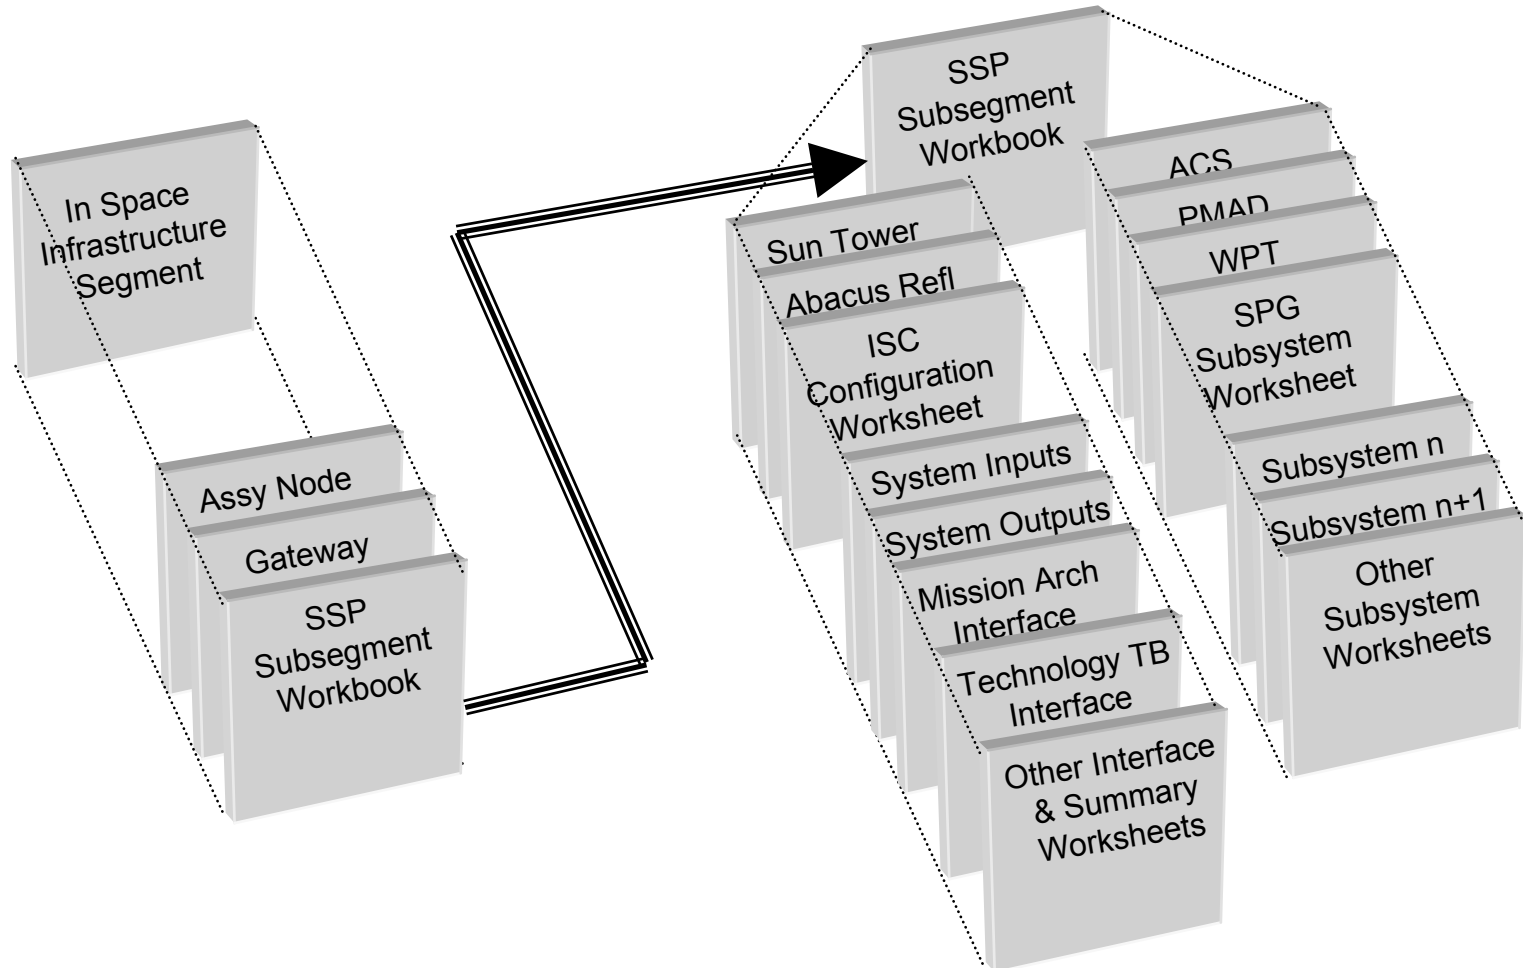 In Space
Infrastructure
Segment
Assy Node
Gateway
SSP
Subsegment
Workbook
SSP
Subsegment
Workbook
Sun Tower
Abacus Refl
ISC
Configuration
Worksheet
System Inputs
System Outputs
Mission Arch
Interface
Technology TB
Interface
Other Interface
& Summary
Worksheets
ACS
PMAD
WPT
SPG
Subsystem
Worksheet
Subsystem n
Subsystem n+1
Other
Subsystem
Worksheets